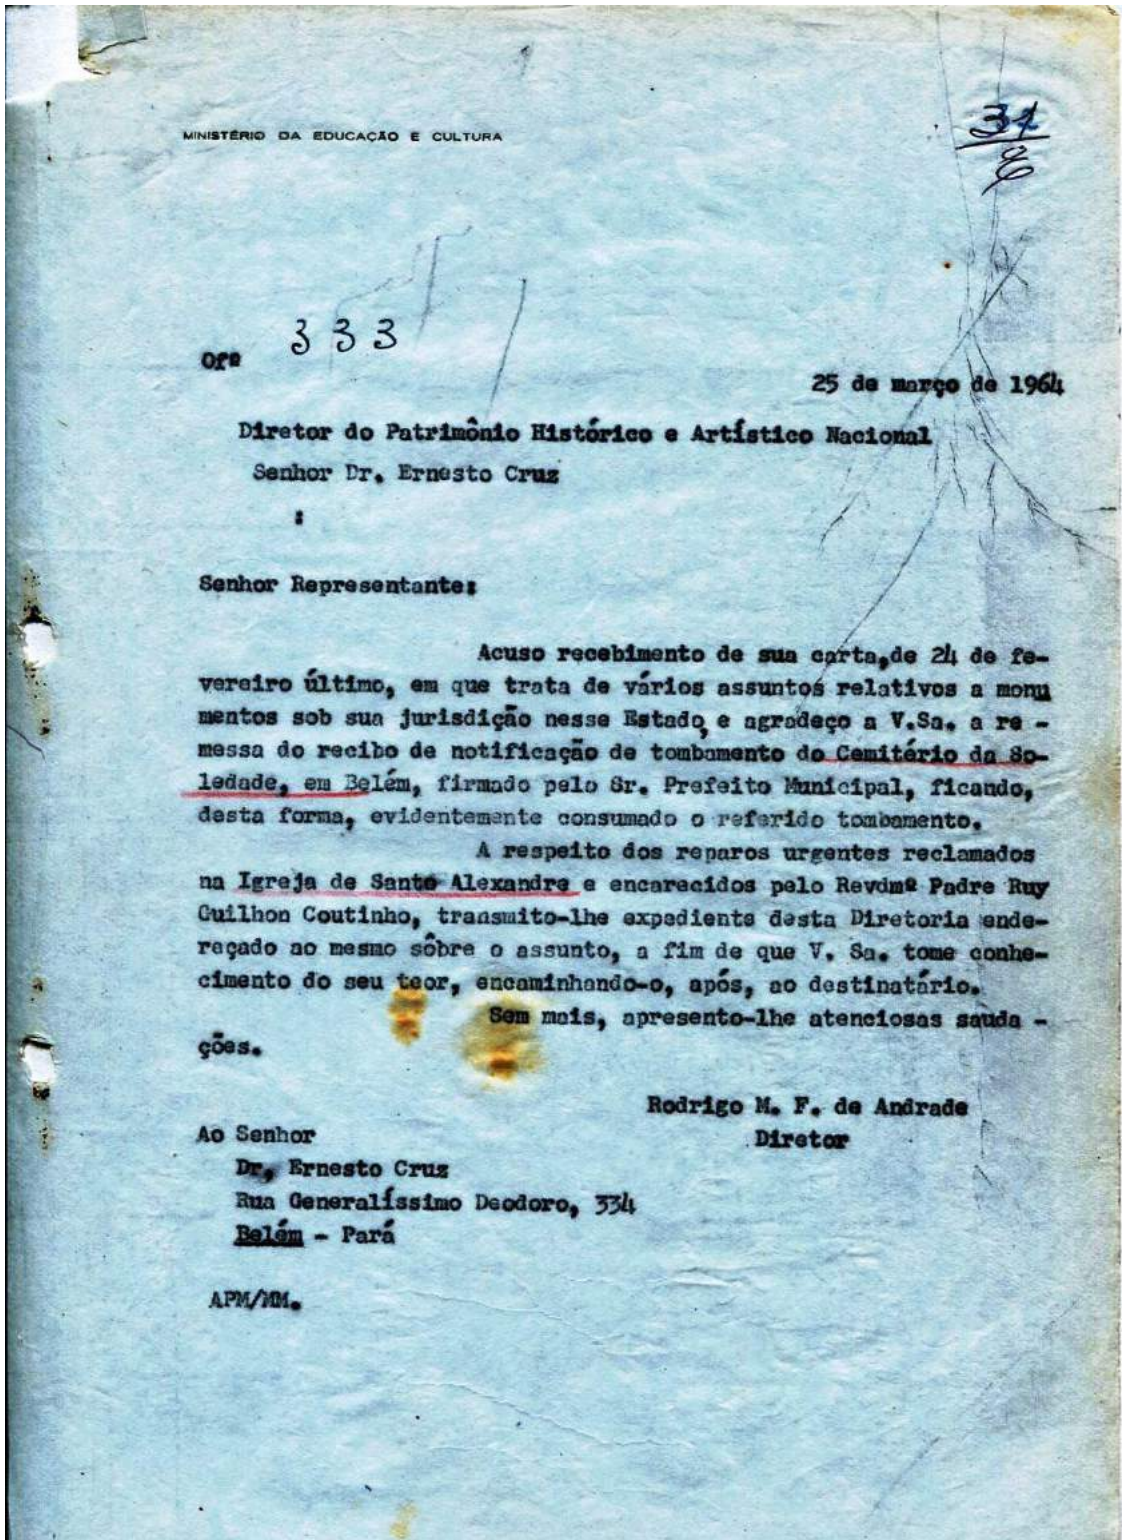 MINISTÉRIO DA EDUCAÇÃO E CULTURA
37
Ofº 333
25 de março de 1964
Diretor do Patrimônio Histórico e Artístico Nacional
Senhor Dr. Ernesto Cruz
:
Senhor Representante:
Acuso recebimento de sua carta,de 24 de fe-
vereiro último, em que trata de vários assuntos relativos a monu
mentos sob sua jurisdição nesse Estado, e agradeço a V.Sa. a re -
messa do recibo de notificação de tombamento do Cemitério da So-
ledade, em Belém, firmado pelo Sr. Prefeito Municipal, ficando,
desta forma, evidentemente consumado o referido tombamento.
A respeito dos reparos urgentes reclamados
na Igreja de Santo Alexandre e encarecidos pelo Revdmº Padre Ruy
Guilhon Coutinho, transmito-lhe expediente desta Diretoria ende-
reçado ao mesmo sôbre o assunto, a fim de que V. Sa. tome conhe-
cimento do seu teor, encaminhando-o, após, ao destinatário.
Sem mais, apresento-lhe atenciosas sauda -
ções.
Rodrigo M. F. de Andrade
Diretor
Ao Senhor
Dr, Ernesto Cruz
Rua Generalíssimo Deodoro, 334
Belém - Pará
APM/MM.